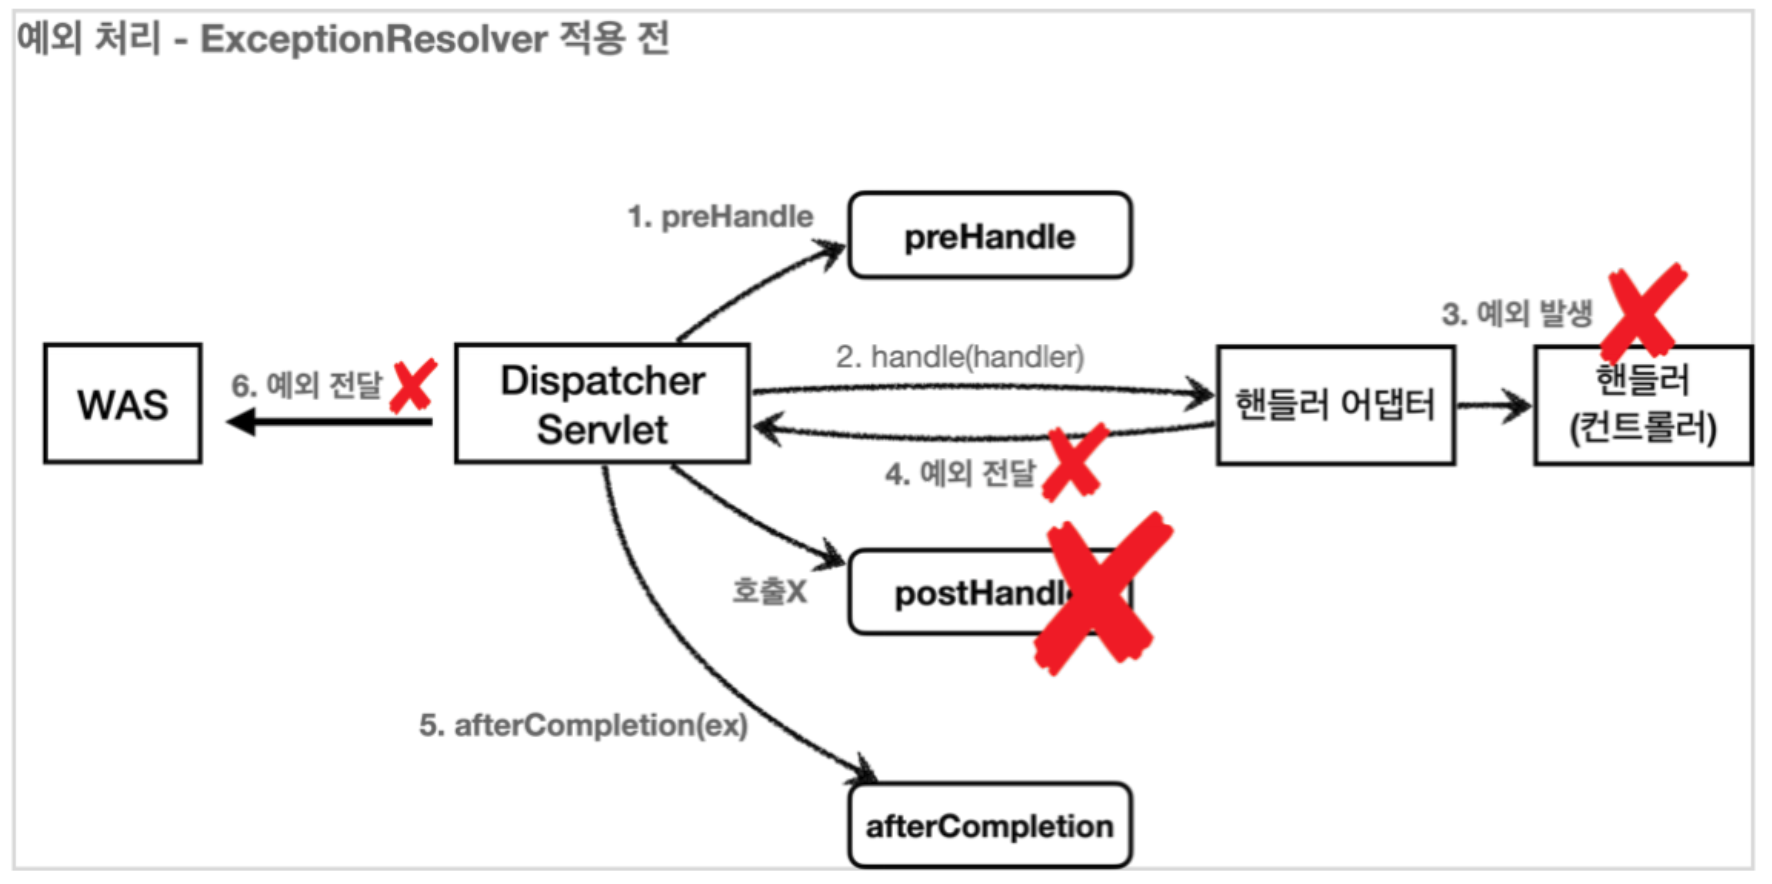 예외 처리 - ExceptionResolver 적용 전
1. preHandle
preHandle
3. 예외 발생
2. handle(handler)
WAS
6. 예외 전달
Dispatcher
Servlet
핸들러 어댑터
핸들러
(컨트롤러)
4. 예외 전달
호출X
postHandl
5. afterCompletion(ex)
afterCompletion